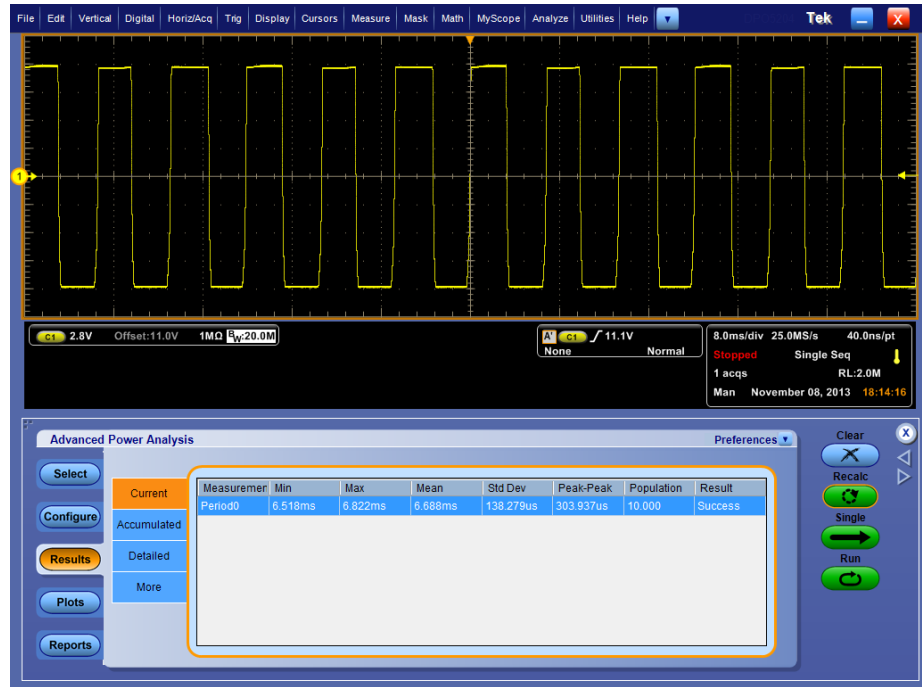 File Edit Vertical Digital Horiz/Acq Trig Display Cursors Measure Mask Math MyScope Analyze Utilities Help Tek X
1
C1 2.8V Offset:11.0V 1MΩ BW:20.0M
A' C1 11.1V
None Normal
8.0ms/div 25.0MS/s 40.0ns/pt
Stopped Single Seq
1 acqs RL:2.0M
Man November 08, 2013 18:14:16
Advanced Power Analysis Preferences
Clear
X
Select
Configure
Results
Plots
Reports
Current
Accumulated
Detailed
More
Measuremer Min Max Mean Std Dev Peak-Peak Population Result
Period0 6.518ms 6.822ms 6.688ms 138.279us 303.937us 10.000 Success
Recalc
Single
Run